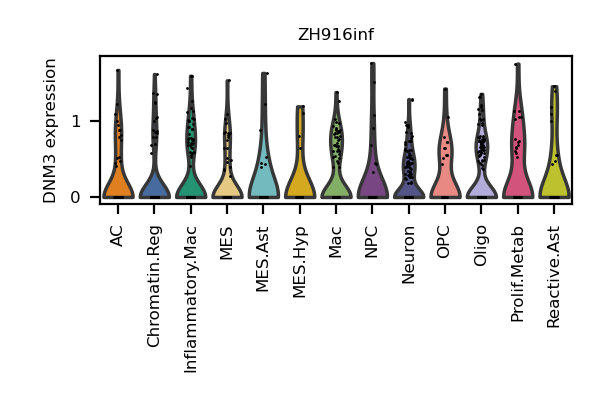 ZH916inf
DNM3 expression
1
0
AC
Chromatin.Reg
Inflammatory.Mac
MES
MES.Ast
MES.Hyp
Mac
NPC
Neuron
OPC
Oligo
Prolif.Metab
Reactive.Ast